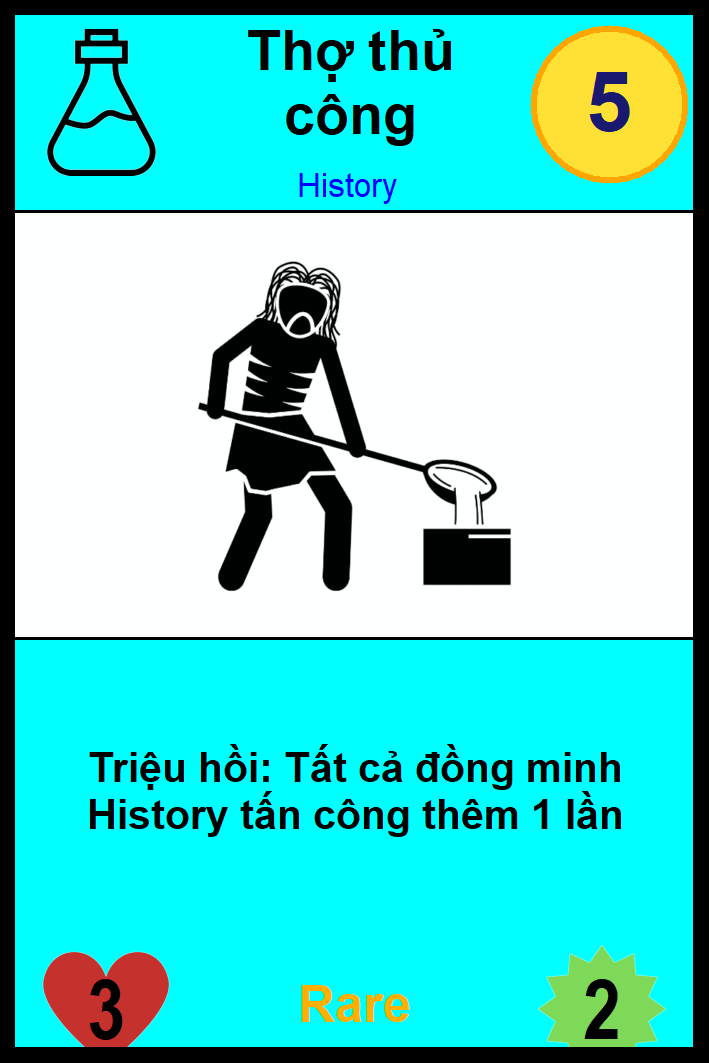 Thợ thủ
công
5
History
Triệu hồi: Tất cả đồng minh
History tấn công thêm 1 lần
3
Rare
2